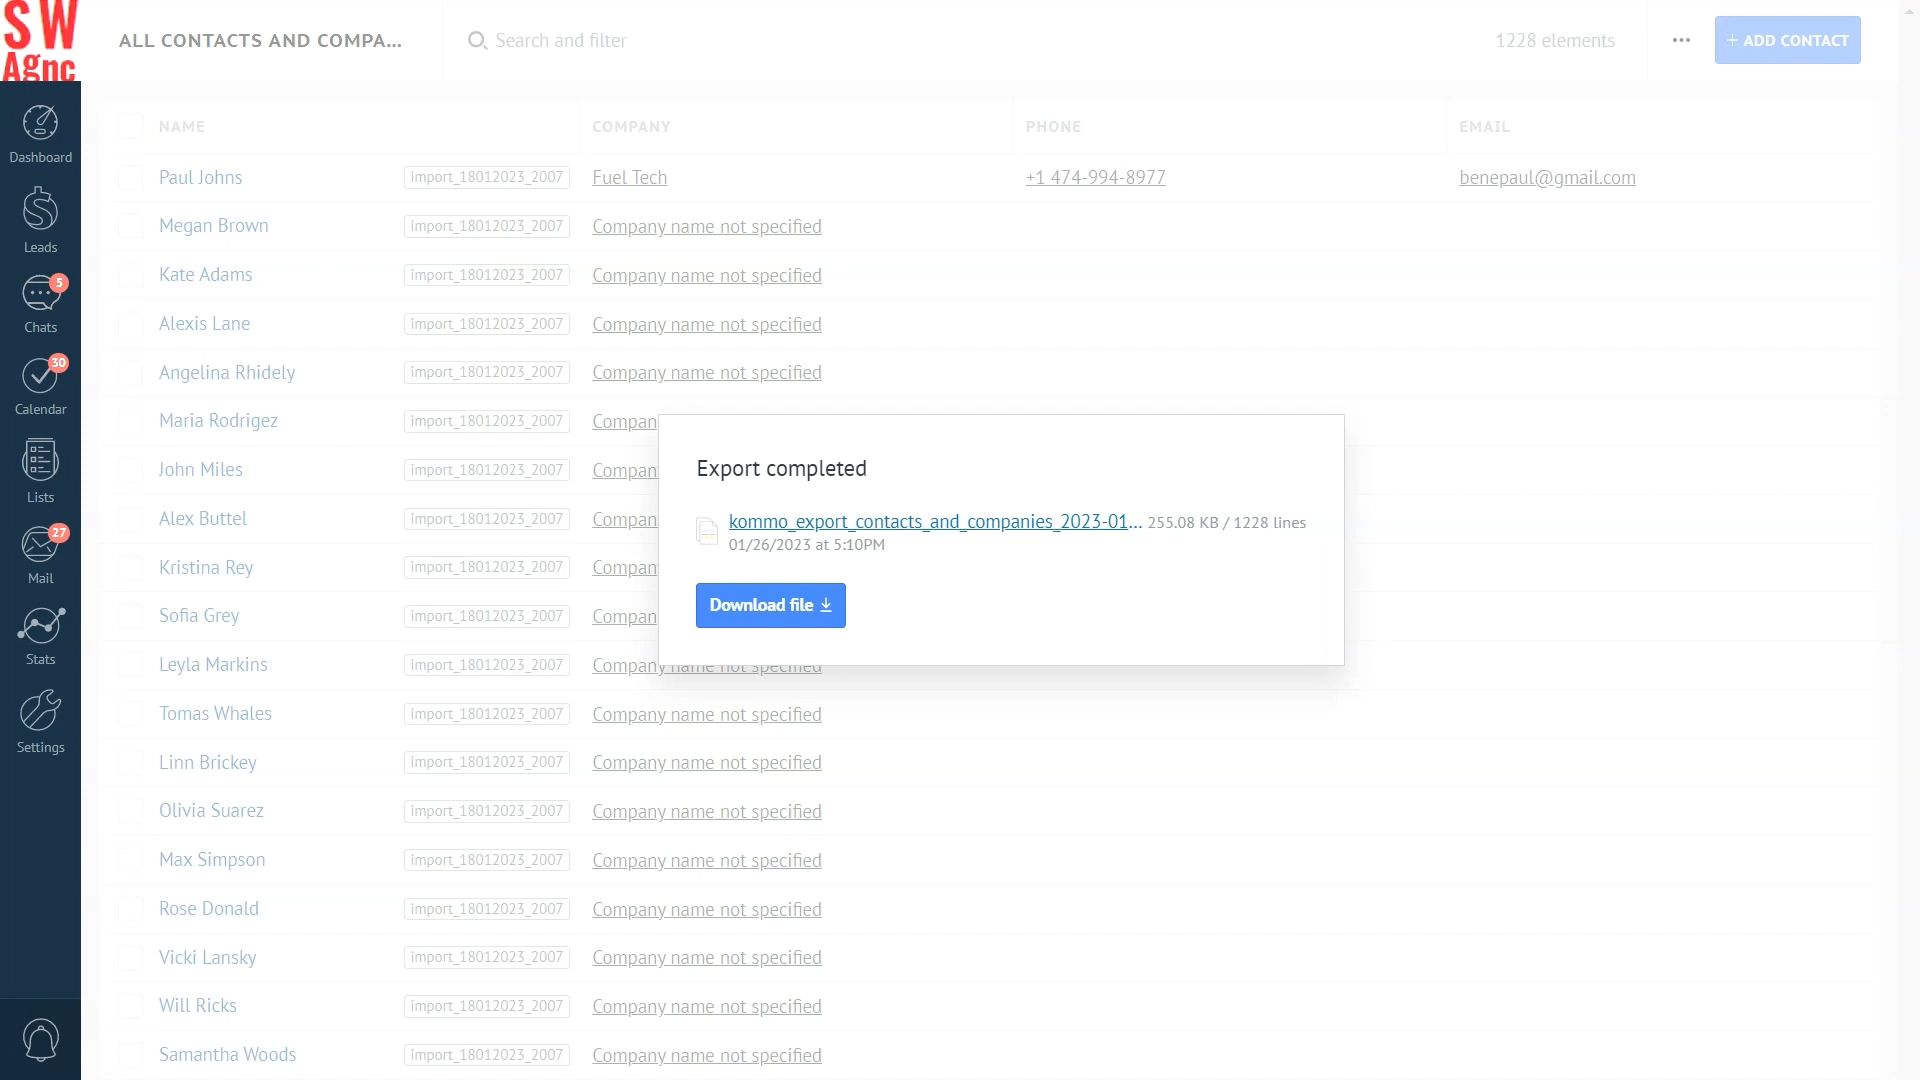 SW
Agnc
ALL CONTACTS AND COMPA...
Search and filter
1228 elements
+ ADD CONTACT
Dashboard
Leads
5
Chats
30
Calendar
Lists
27
Mail
Stats
Settings
NAME COMPANY PHONE EMAIL
Paul Johns import_18012023_2007 Fuel Tech +1 474-994-8977 benepaul@gmail.com
Megan Brown import_18012023_2007 Company name not specified
Kate Adams import_18012023_2007 Company name not specified
Alexis Lane import_18012023_2007 Company name not specified
Angelina Rhidely import_18012023_2007 Company name not specified
Maria Rodrigez import_18012023_2007 Compan
John Miles import_18012023_2007 Compan
Alex Buttel import_18012023_2007 Compan
Kristina Rey import_18012023_2007 Compan
Sofia Grey import_18012023_2007 Compan
Leyla Markins import_18012023_2007 Company name not specified
Tomas Whales import_18012023_2007 Company name not specified
Linn Brickey import_18012023_2007 Company name not specified
Olivia Suarez import_18012023_2007 Company name not specified
Max Simpson import_18012023_2007 Company name not specified
Rose Donald import_18012023_2007 Company name not specified
Vicki Lansky import_18012023_2007 Company name not specified
Will Ricks import_18012023_2007 Company name not specified
Samantha Woods import_18012023_2007 Company name not specified
Export completed
kommo_export_contacts_and_companies_2023-01... 255.08 KB / 1228 lines
01/26/2023 at 5:10PM
Download file